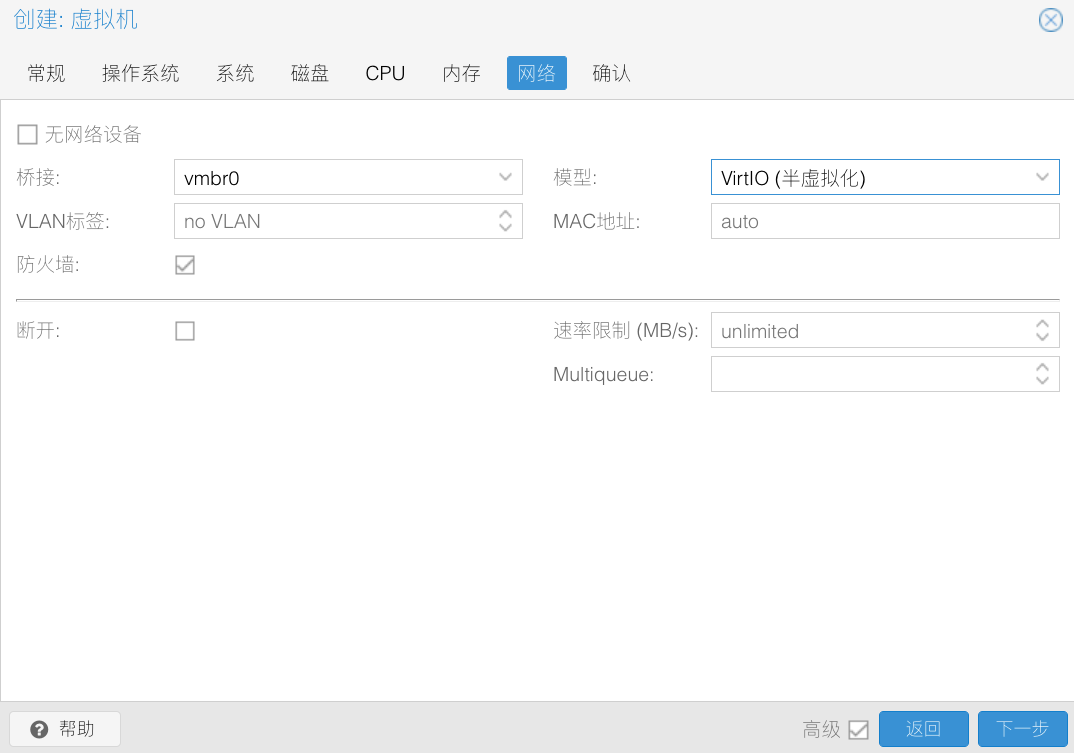 创建: 虚拟机
常规 操作系统 系统 磁盘 CPU 内存 网络 确认
无网络设备
桥接: vmbr0 模型: VirtIO (半虚拟化)
VLAN标签: no VLAN MAC地址: auto
防火墙:
断开: 速率限制 (MB/s): unlimited
Multiqueue:
帮助 高级 返回 下一步